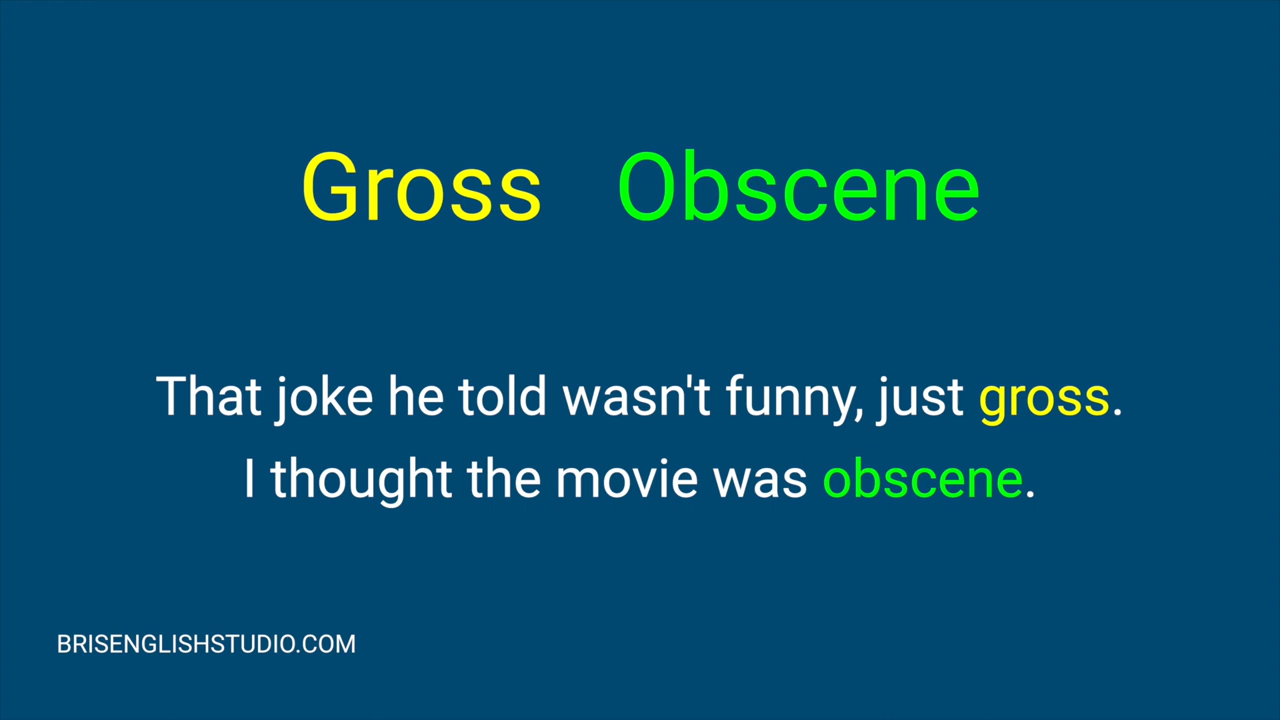 Gross Obscene
That joke he told wasn't funny, just gross.
I thought the movie was obscene.
BRISENGLISHSTUDIO.COM